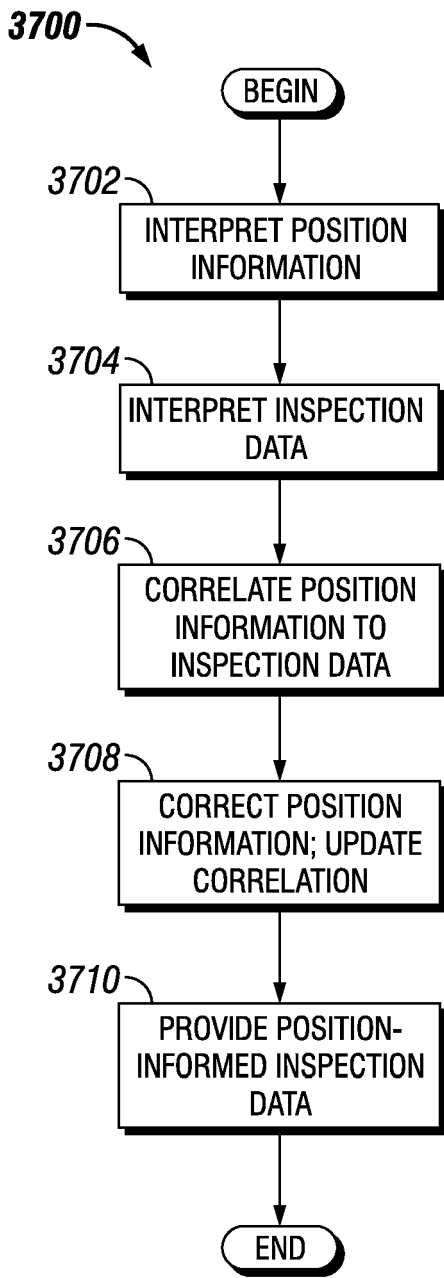 3700
BEGIN
3702
INTERPRET POSITION
INFORMATION
3704
INTERPRET INSPECTION
DATA
3706
CORRELATE POSITION
INFORMATION TO
INSPECTION DATA
3708
CORRECT POSITION
INFORMATION; UPDATE
CORRELATION
3710
PROVIDE POSITION-
INFORMED INSPECTION
DATA
END